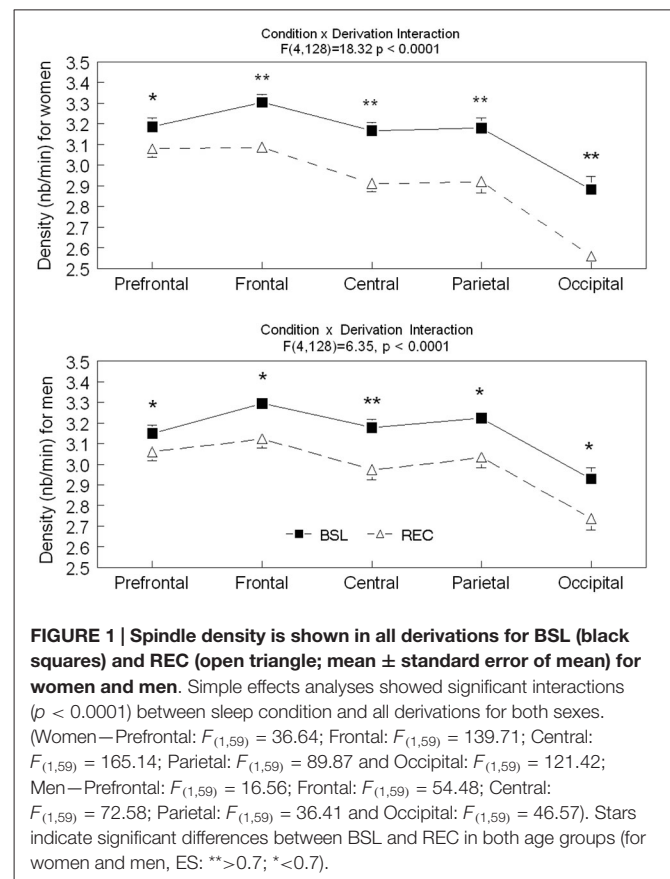 Condition x Derivation Interaction
F(4,128)=18.32 p < 0.0001
Density (nb/min) for women
3.5
3.4
3.3
3.2
3.1
3.0
2.9
2.8
2.7
2.6
2.5
*
**
**
**
**
Prefrontal Frontal Central Parietal Occipital
Condition x Derivation Interaction
F(4,128)=6.35, p < 0.0001
Density (nb/min) for men
3.5
3.4
3.3
3.2
3.1
3.0
2.9
2.8
2.7
2.6
2.5
*
*
**
*
*
BSL REC
Prefrontal Frontal Central Parietal Occipital
FIGURE 1 | Spindle density is shown in all derivations for BSL (black
squares) and REC (open triangle; mean ± standard error of mean) for
women and men. Simple effects analyses showed significant interactions
(p < 0.0001) between sleep condition and all derivations for both sexes.
(Women—Prefrontal: F(1,59) = 36.64; Frontal: F(1,59) = 139.71; Central:
F(1,59) = 165.14; Parietal: F(1,59) = 89.87 and Occipital: F(1,59) = 121.42;
Men—Prefrontal: F(1,59) = 16.56; Frontal: F(1,59) = 54.48; Central:
F(1,59) = 72.58; Parietal: F(1,59) = 36.41 and Occipital: F(1,59) = 46.57). Stars
indicate significant differences between BSL and REC in both age groups (for
women and men, ES: **>0.7; *<0.7).